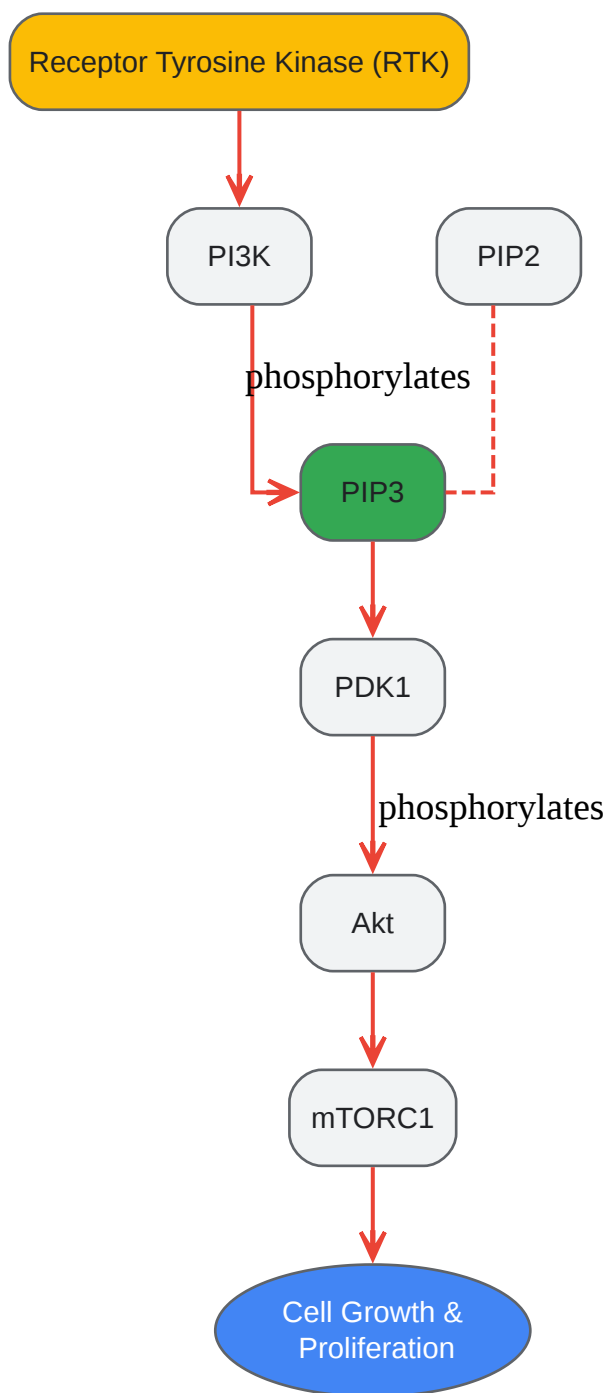 Receptor Tyrosine Kinase (RTK)
PI3K
PIP2
phosphorylates
PIP3
PDK1
phosphorylates
Akt
mTORC1
Cell Growth &
Proliferation